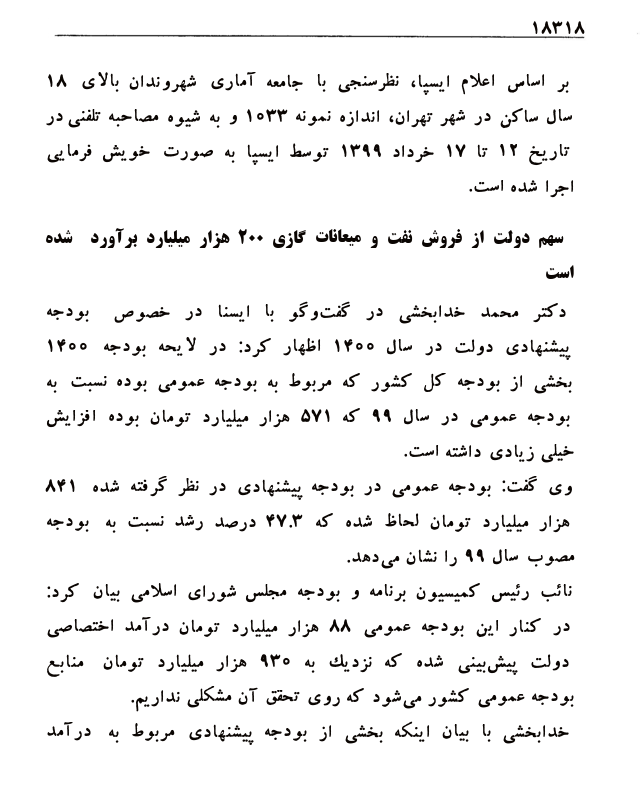 ۱۸۳۱۸
بر اساس اعلام ایسپا، نظرسنجی با جامعه آماری شهروندان بالای ۱۸
سال ساکن در شهر تهران، اندازه نمونه ۱۰۳۳ و به شیوه مصاحبه تلفنی در
تاریخ ۱۲ تا ۱۷ خرداد ۱۳۹۹ توسط ایسپا به صورت خویش فرمایی
اجرا شده است.
سهم دولت از فروش نفت و میعانات گازی ۲۰۰ هزار میلیارد برآورد شده
است
دکتر محمد خدابخشی در گفت‌وگو با ایسنا در خصوص بودجه
پیشنهادی دولت در سال ۱۴۰۰ اظهار کرد: در لایحه بودجه ۱۴۰۰
بخشی از بودجه کل کشور که مربوط به بودجه عمومی بوده نسبت به
بودجه عمومی در سال ۹۹ که ۵۷۱ هزار میلیارد تومان بوده افزایش
خیلی زیادی داشته است.
وی گفت: بودجه عمومی در بودجه پیشنهادی در نظر گرفته شده ۸۴۱
هزار میلیارد تومان لحاظ شده که ۴۷.۳ درصد رشد نسبت به بودجه
مصوب سال ۹۹ را نشان می‌دهد.
نائب رئیس کمیسیون برنامه و بودجه مجلس شورای اسلامی بیان کرد:
در کنار این بودجه عمومی ۸۸ هزار میلیارد تومان درآمد اختصاصی
دولت پیش‌بینی شده که نزدیك به ۹۳۰ هزار میلیارد تومان منابع
بودجه عمومی کشور می‌شود که روی تحقق آن مشکلی نداریم.
خدابخشی با بیان اینکه بخشی از بودجه پیشنهادی مربوط به درآمد